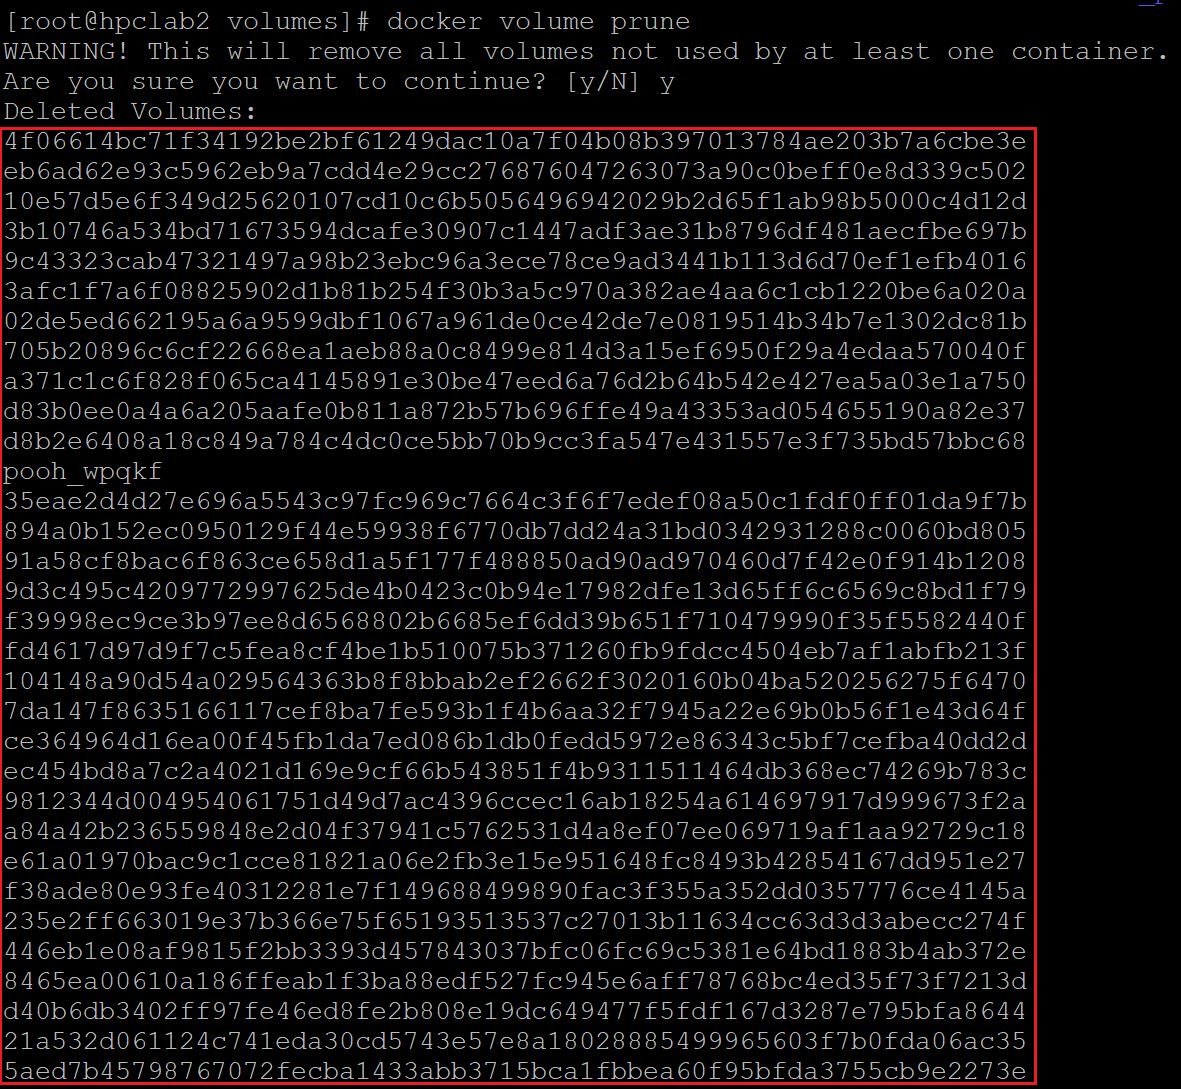 [root@hpclab2 volumes]# docker volume prune
WARNING! This will remove all volumes not used by at least one container.
Are you sure you want to continue? [y/N] y
Deleted Volumes:
4f06614bc71f34192be2bf61249dac10a7f04b08b397013784ae203b7a6cbe3e
eb6ad62e93c5962eb9a7cdd4e29cc276876047263073a90c0beff0e8d339c502
10e57d5e6f349d25620107cd10c6b5056496942029b2d65f1ab98b5000c4d12d
3b10746a534bd71673594dcafe30907c1447adf3ae31b8796df481aecfbe697b
9c43323cab47321497a98b23ebc96a3ece78ce9ad3441b113d6d70ef1efb4016
3afc1f7a6f08825902d1b81b254f30b3a5c970a382ae4aa6c1cb1220be6a020a
02de5ed662195a6a9599dbf1067a961de0ce42de7e0819514b34b7e1302dc81b
705b20896c6cf22668ea1aeb88a0c8499e814d3a15ef6950f29a4edaa570040f
a371c1c6f828f065ca4145891e30be47eed6a76d2b64b542e427ea5a03e1a750
d83b0ee0a4a6a205aafe0b811a872b57b696ffe49a43353ad054655190a82e37
d8b2e6408a18c849a784c4dc0ce5bb70b9cc3fa547e431557e3f735bd57bbc68
pooh_wpqkf
35eae2d4d27e696a5543c97fc969c7664c3f6f7edef08a50c1fdf0ff01da9f7b
894a0b152ec0950129f44e59938f6770db7dd24a31bd0342931288c0060bd805
91a58cf8bac6f863ce658d1a5f177f488850ad90ad970460d7f42e0f914b1208
9d3c495c4209772997625de4b0423c0b94e17982dfe13d65ff6c6569c8bd1f79
f39998ec9ce3b97ee8d6568802b6685ef6dd39b651f710479990f35f5582440f
fd4617d97d9f7c5fea8cf4be1b510075b371260fb9fdcc4504eb7af1abfb213f
104148a90d54a029564363b8f8bbab2ef2662f3020160b04ba520256275f6470
7da147f8635166117cef8ba7fe593b1f4b6aa32f7945a22e69b0b56f1e43d64f
ce364964d16ea00f45fb1da7ed086b1db0fedd5972e86343c5bf7cefba40dd2d
ec454bd8a7c2a4021d169e9cf66b543851f4b9311511464db368ec74269b783c
9812344d004954061751d49d7ac4396ccec16ab18254a614697917d999673f2a
a84a42b236559848e2d04f37941c5762531d4a8ef07ee069719af1aa92729c18
e61a01970bac9c1cce81821a06e2fb3e15e951648fc8493b42854167dd951e27
f38ade80e93fe40312281e7f149688499890fac3f355a352dd0357776ce4145a
235e2ff663019e37b366e75f65193513537c27013b11634cc63d3d3abecc274f
446eb1e08af9815f2bb3393d457843037bfc06fc69c5381e64bd1883b4ab372e
8465ea00610a186ffeab1f3ba88edf527fc945e6aff78768bc4ed35f73f7213d
d40b6db3402ff97fe46ed8fe2b808e19dc649477f5fdf167d3287e795bfa8644
21a532d061124c741eda30cd5743e57e8a18028885499965603f7b0fda06ac35
5aed7b45798767072fecba1433abb3715bca1fbbea60f95bfda3755cb9e2273e